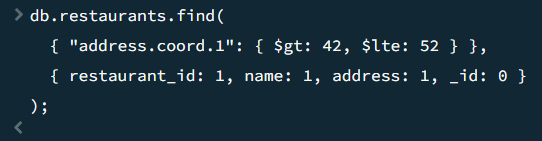 > db.restaurants.find(
{ "address.coord.1": { $gt: 42, $lte: 52 } },
{ restaurant_id: 1, name: 1, address: 1, _id: 0 }
);
<